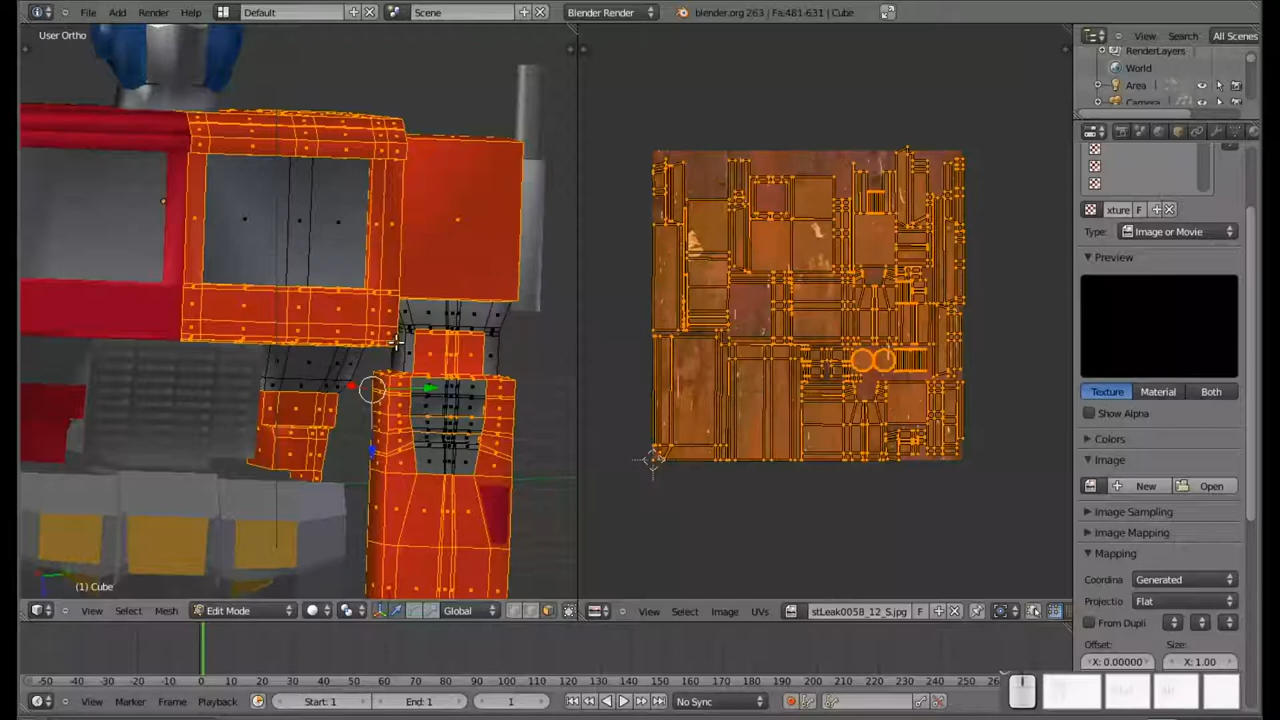 File Add Render Help Default Scene Blender Render blender.org 263 | Fa:481-631 | Cube
User Ortho
View Search All Scenes
RenderLayers
World
Area
Camera
xture F
Type: Image or Movie
Preview
Texture Material Both
Show Alpha
Colors
Image
New Open
Image Sampling
Image Mapping
Mapping
Coordina Generated
Projectio Flat
From Dupli
Offset: Size:
X: 0.00000 X: 1.00
(1) Cube
View Select Mesh Edit Mode Global
View Select Image UVs stLeak0058_12_S.jpg F
-50 -40 -30 -20 -10 0 10 20 30 40 50 60 70 80 90 100 110 120 130 140 150 160 170 180 190 200 210 220 230 240 250 26
View Marker Frame Playback Start: 1 End: 1 1 No Sync